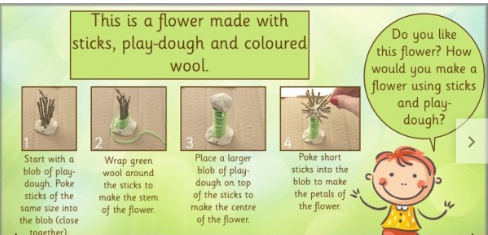 This is a flower made with
sticks, play-dough and coloured
wool.
Do you like
this flower? How
would you make a
flower using sticks
and play-
dough?
1
Start with a
blob of play-
dough. Poke
sticks of the
same size into
the blob (close
together).
2
Wrap green
wool around
the sticks to
make the stem
of the flower.
3
Place a larger
blob of play-
dough on top
of the sticks to
make the centre
of the flower.
4
Poke short
sticks into the
blob to make
the petals of
the flower.